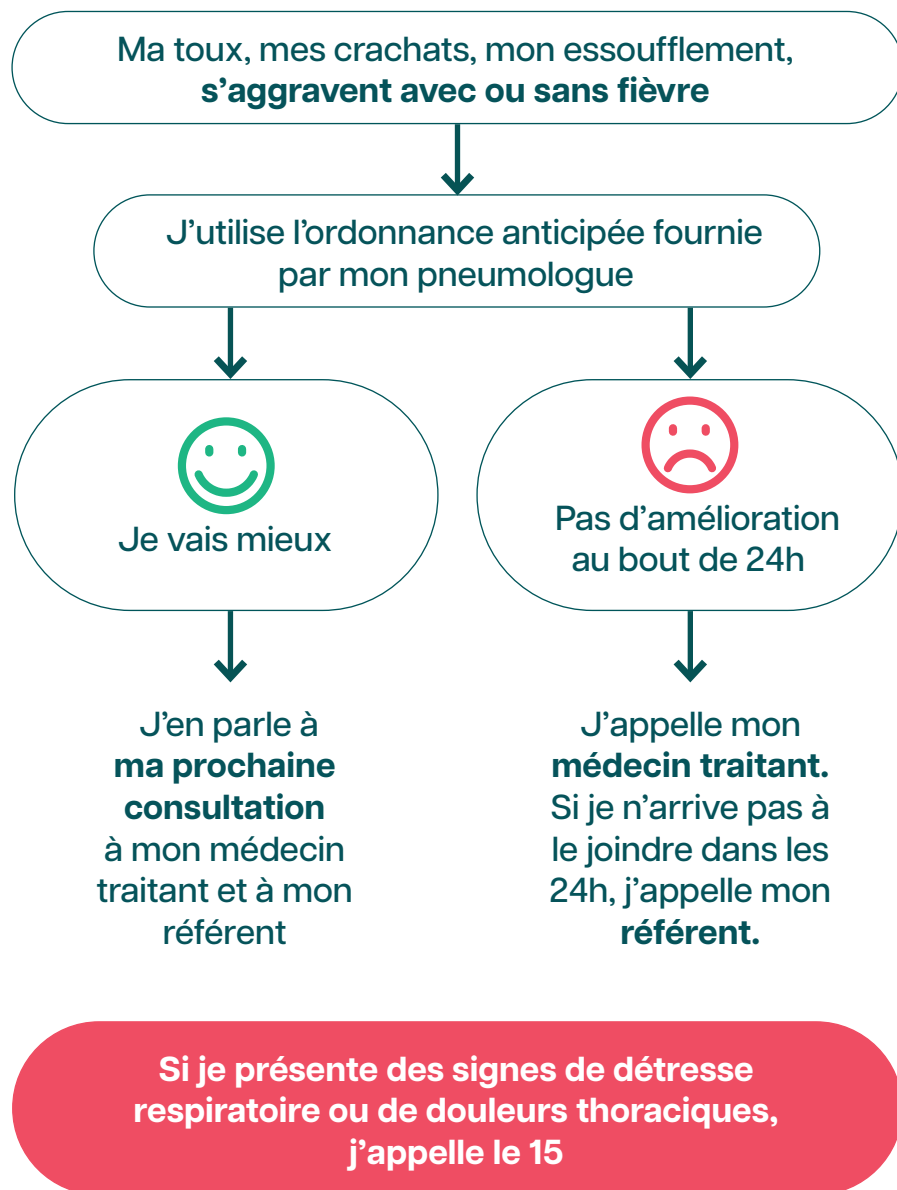 Ma toux, mes crachats, mon essoufflement,
s'aggravent avec ou sans fièvre
J'utilise l'ordonnance anticipée fournie
par mon pneumologue
Je vais mieux
Pas d'amélioration
au bout de 24h
J'en parle à
ma prochaine
consultation
à mon médecin
traitant et à mon
référent
J'appelle mon
médecin traitant.
Si je n'arrive pas à
le joindre dans les
24h, j'appelle mon
référent.
Si je présente des signes de détresse
respiratoire ou de douleurs thoraciques,
j'appelle le 15